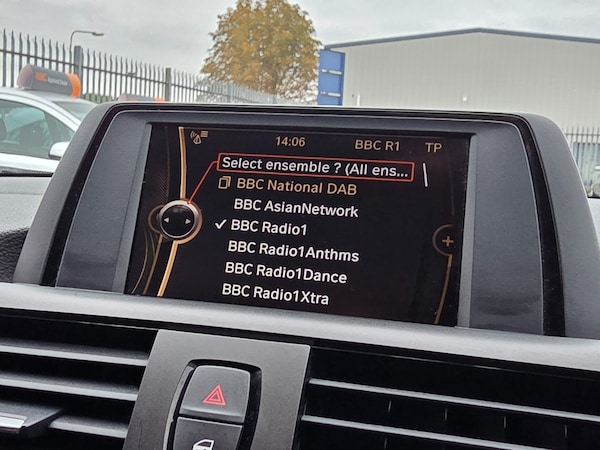 14:06 BBC R1 TP
Select ensemble ? (All ens...
BBC National DAB
BBC AsianNetwork
BBC Radio1
BBC Radio1Anthms
BBC Radio1Dance
BBC Radio1Xtra